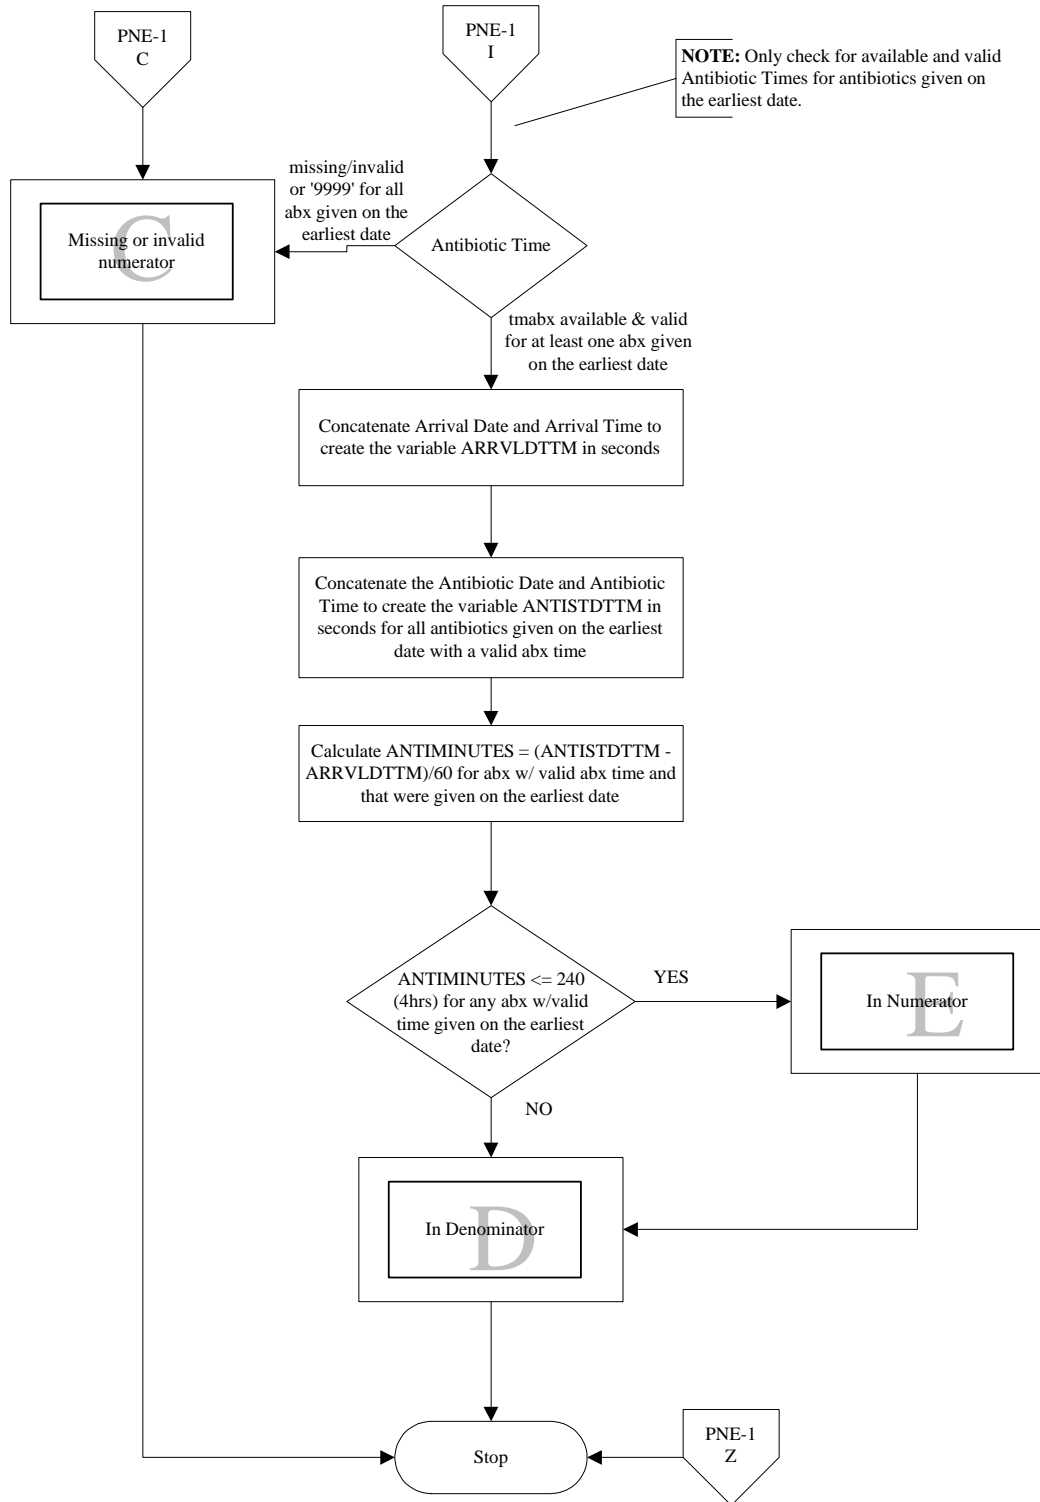 PNE-1
C
PNE-1
I
NOTE: Only check for available and valid
Antibiotic Times for antibiotics given on
the earliest date.
missing/invalid
or '9999' for all
abx given on the
earliest date
Antibiotic Time
C
Missing or invalid
numerator
tmabx available & valid
for at least one abx given
on the earliest date
Concatenate Arrival Date and Arrival Time to
create the variable ARRVLDTTM in seconds
Concatenate the Antibiotic Date and Antibiotic
Time to create the variable ANTISTDTTM in
seconds for all antibiotics given on the earliest
date with a valid abx time
Calculate ANTIMINUTES = (ANTISTDTTM -
ARRVLDTTM)/60 for abx w/ valid abx time and
that were given on the earliest date
ANTIMINUTES <= 240
(4hrs) for any abx w/valid
time given on the earliest
date?
YES
E
In Numerator
NO
D
In Denominator
Stop
PNE-1
Z